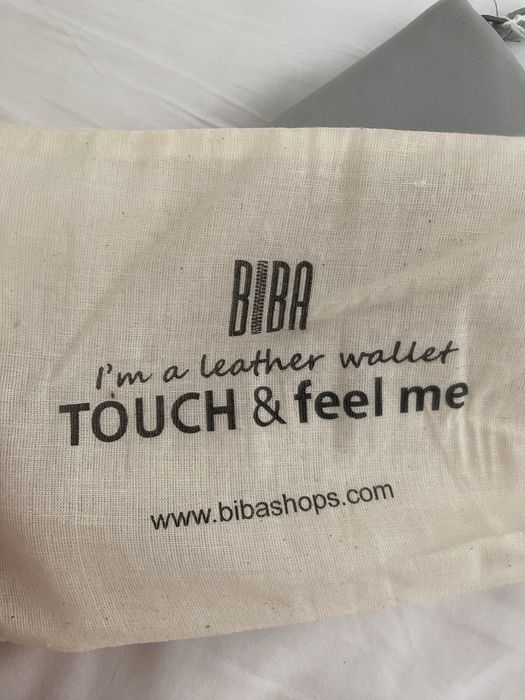 BIBA
I'm a leather wallet
TOUCH & feel me
www.bibashops.com